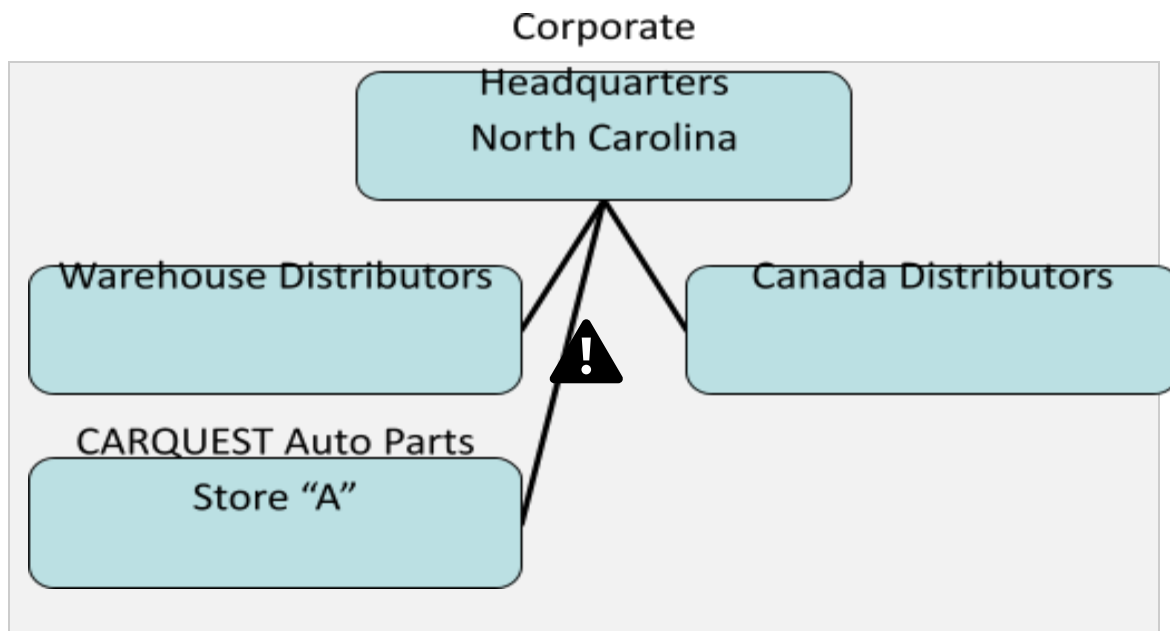 Corporate
Headquarters
North Carolina
Warehouse Distributors
Canada Distributors
!
CARQUEST Auto Parts
Store “A”